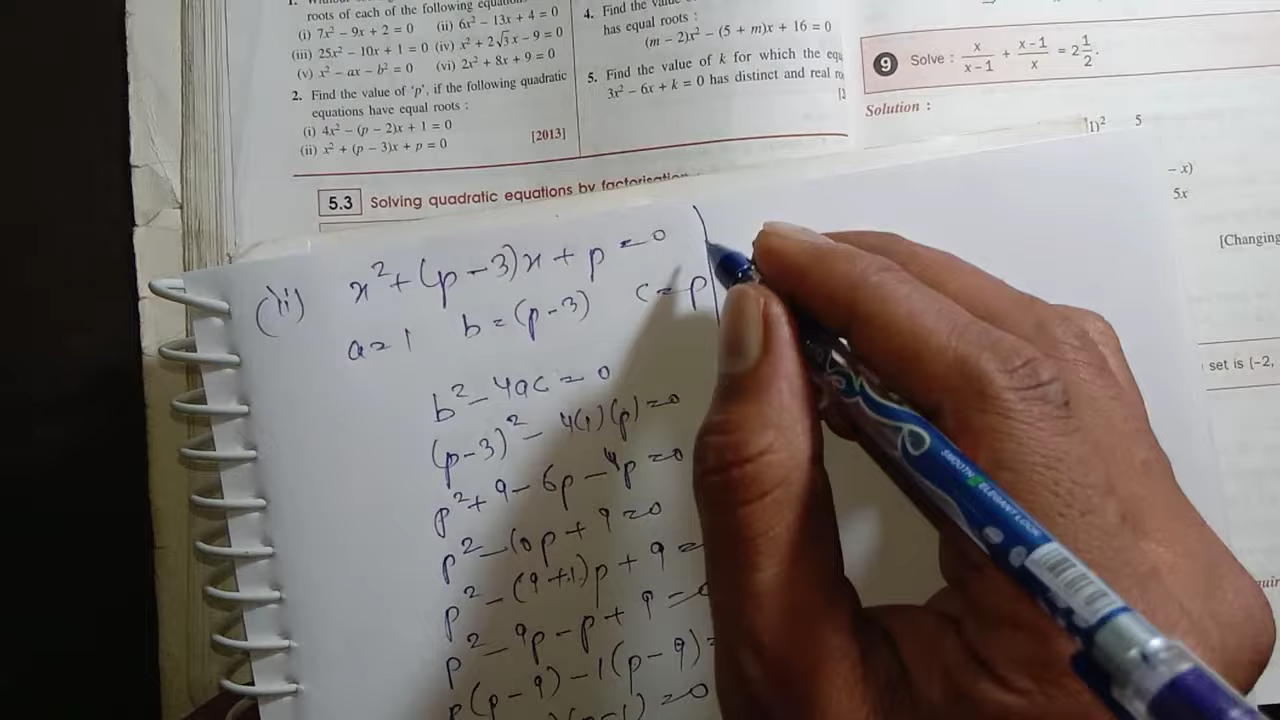 roots of each of the following
(i) 7x² − 9x + 2 = 0 (ii) 6x² − 13x + 4 = 0
(iii) 25x² − 10x + 1 = 0 (iv) x² + 2√3x − 9 = 0
(v) x² − ax − b² = 0 (vi) 2x² + 8x + 9 = 0
2. Find the value of 'p', if the following quadratic
equations have equal roots :
(i) 4x² − (p − 2)x + 1 = 0 [2013]
(ii) x² + (p − 3)x + p = 0
4. Find the
has equal roots :
(m − 2)x² − (5 + m)x + 16 = 0
5. Find the value of k for which the
3x² − 6x + k = 0 has distinct and real
5.3 Solving quadratic equations by
9 Solve : x/(x−1) + (x−1)/x = 2 1/2.
Solution :
5
− x)
5x
[Changing
set is {−2,
(ii) x² + (p − 3)x + p = 0
a = 1 b = (p − 3) c = p
b² − 4ac = 0
(p − 3)² − 4(1)(p) = 0
p² + 9 − 6p − 4p = 0
p² − 10p + 9 = 0
p² − (9 + 1)p + 9 =
p² − 9p − p + 9 = 0
p(p − 9) − 1(p − 9) =
= 0
SMOOTH & ELEGANT LOOK